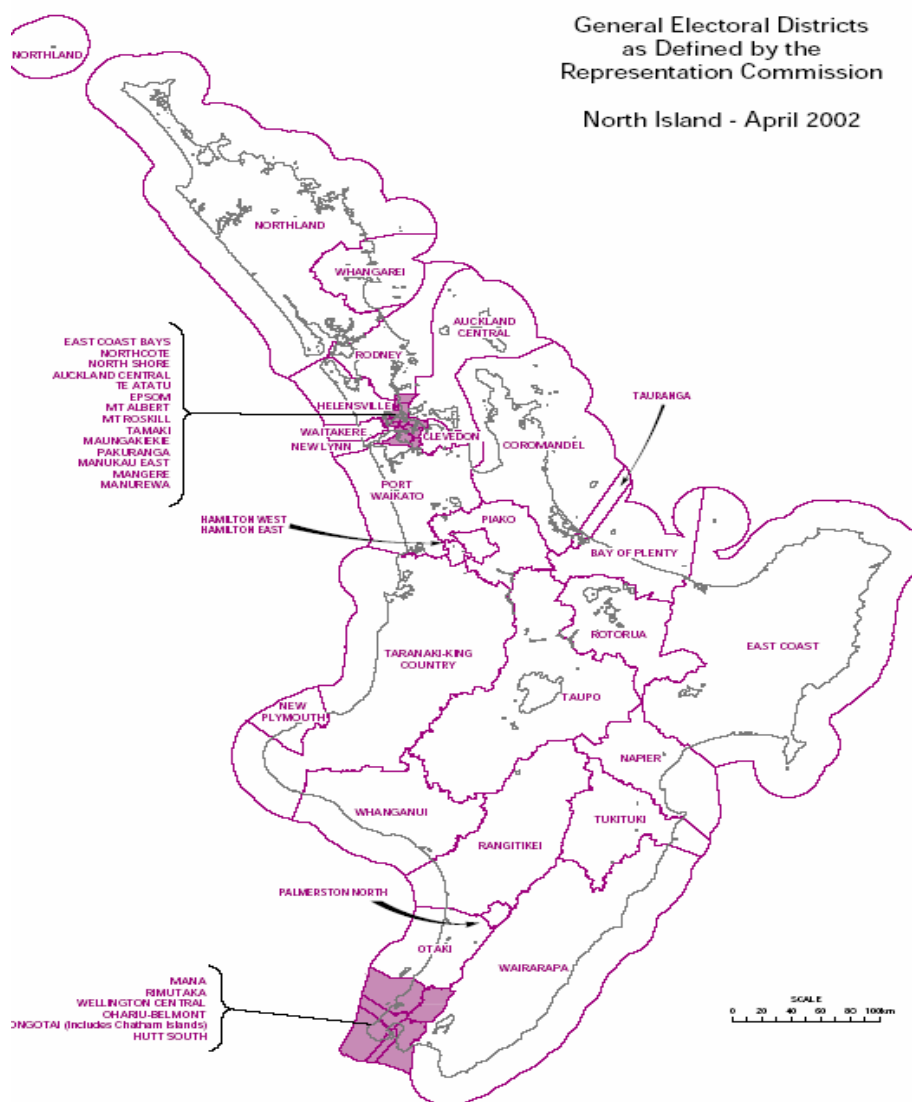 General Electoral Districts
as Defined by the
Representation Commission
North Island - April 2002
NORTHLAND
NORTHLAND
WHANGAREI
AUCKLAND
CENTRAL
RODNEY
EAST COAST BAYS
NORTHCOTE
NORTH SHORE
AUCKLAND CENTRAL
TE ATATU
EPSOM
MT ALBERT
MT ROSKILL
TAMAKI
MAUNGAKIEKIE
PAKURANGA
MANUKAU EAST
MANGERE
MANUREWA
HELENSVILLE
WAITAKERE
NEW LYNN
CLEVEDON
COROMANDEL
TAURANGA
PORT
WAIKATO
HAMILTON WEST
HAMILTON EAST
PIAKO
BAY OF PLENTY
ROTORUA
EAST COAST
TARANAKI-KING
COUNTRY
TAUPO
NEW
PLYMOUTH
NAPIER
WHANGANUI
TUKITUKI
RANGITIKEI
PALMERSTON NORTH
OTAKI
WAIRARAPA
MANA
RIMUTAKA
WELLINGTON CENTRAL
OHARIU-BELMONT
ONGOTAI (Includes Chatham Islands)
HUTT SOUTH
SCALE
0 20 40 60 80 100km